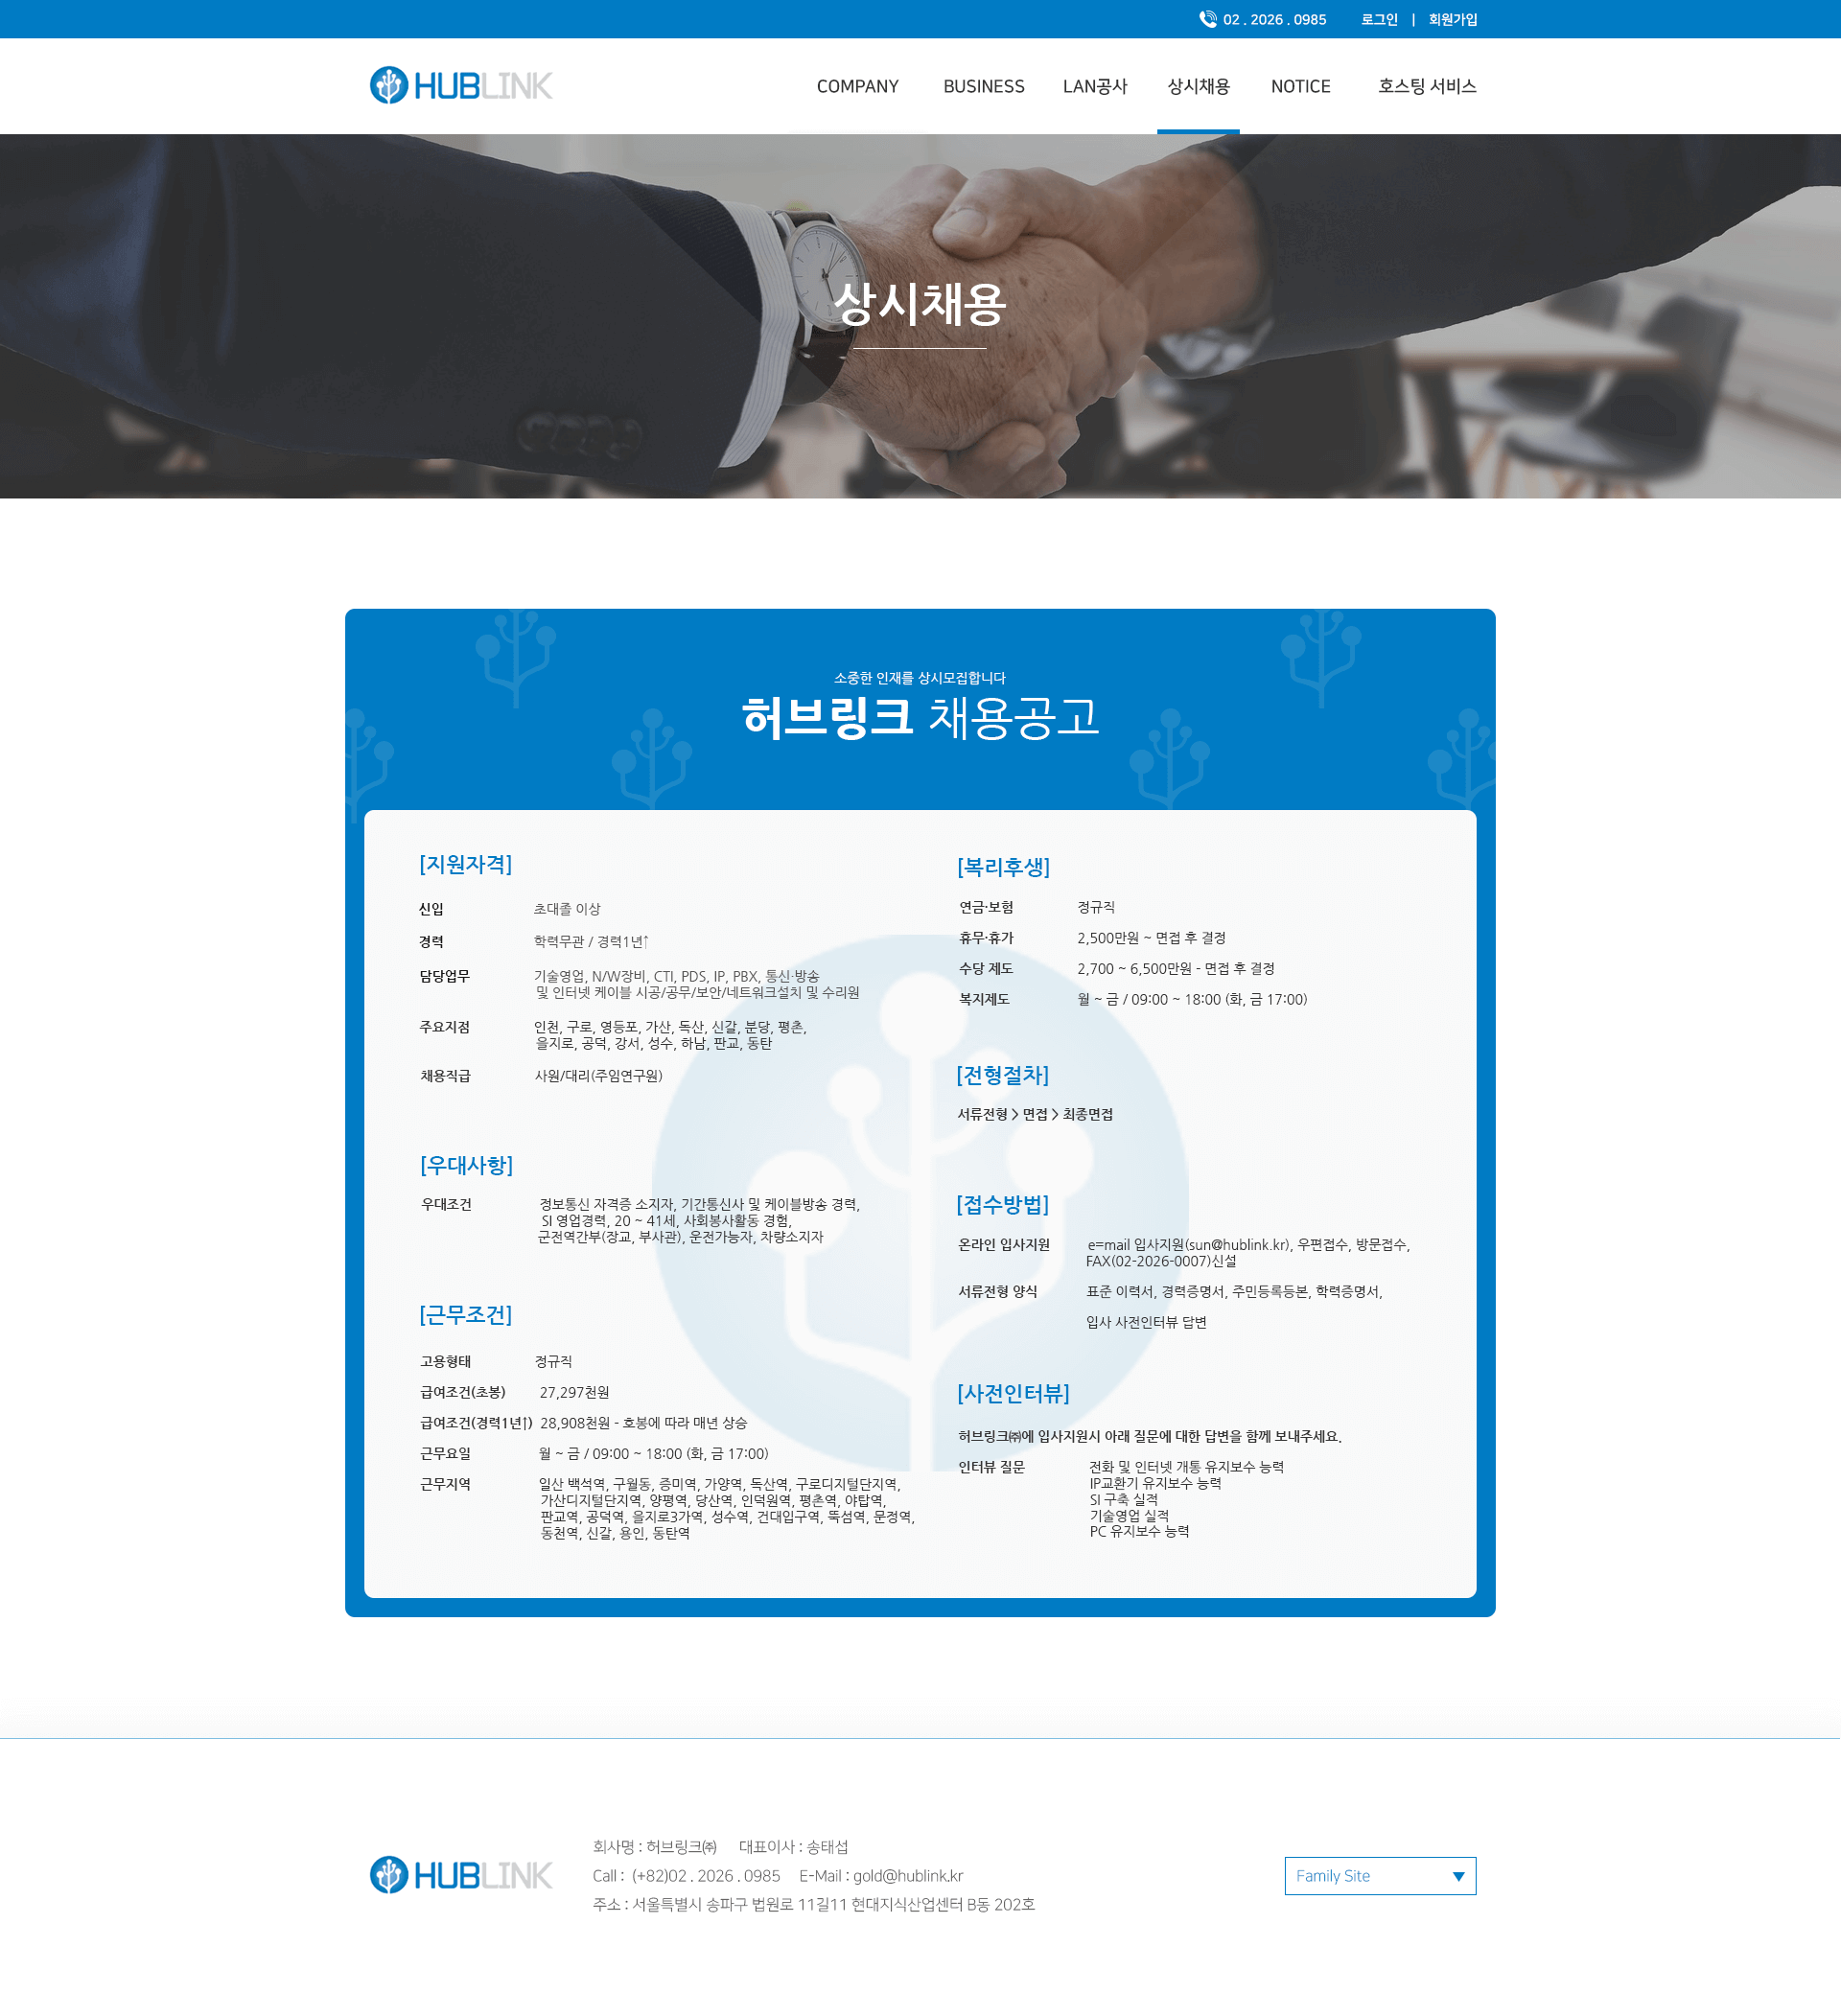 02 . 2026 . 0985 로그인 | 회원가입
HUBLINK COMPANY BUSINESS LAN공사 상시채용 NOTICE 호스팅 서비스
상시채용
소중한 인재를 상시모집합니다
허브링크 채용공고
[지원자격]
신입 초대졸 이상
경력 학력무관 / 경력1년↑
담당업무 기술영업, N/W장비, CTI, PDS, IP, PBX, 통신·방송
및 인터넷 케이블 시공/공무/보안/네트워크설치 및 수리원
주요지점 인천, 구로, 영등포, 가산, 독산, 신갈, 분당, 평촌,
을지로, 공덕, 강서, 성수, 하남, 판교, 동탄
채용직급 사원/대리(주임연구원)
[우대사항]
우대조건 정보통신 자격증 소지자, 기간통신사 및 케이블방송 경력,
SI 영업경력, 20 ~ 41세, 사회봉사활동 경험,
군전역간부(장교, 부사관), 운전가능자, 차량소지자
[근무조건]
고용형태 정규직
급여조건(초봉) 27,297천원
급여조건(경력1년↑) 28,908천원 - 호봉에 따라 매년 상승
근무요일 월 ~ 금 / 09:00 ~ 18:00 (화, 금 17:00)
근무지역 일산 백석역, 구월동, 증미역, 가양역, 독산역, 구로디지털단지역,
가산디지털단지역, 양평역, 당산역, 인덕원역, 평촌역, 야탑역,
판교역, 공덕역, 을지로3가역, 성수역, 건대입구역, 뚝섬역, 문정역,
동천역, 신갈, 용인, 동탄역
[복리후생]
연금·보험 정규직
휴무·휴가 2,500만원 ~ 면접 후 결정
수당 제도 2,700 ~ 6,500만원 - 면접 후 결정
복지제도 월 ~ 금 / 09:00 ~ 18:00 (화, 금 17:00)
[전형절차]
서류전형 > 면접 > 최종면접
[접수방법]
온라인 입사지원 e=mail 입사지원(sun@hublink.kr), 우편접수, 방문접수,
FAX(02-2026-0007)신설
서류전형 양식 표준 이력서, 경력증명서, 주민등록등본, 학력증명서,
입사 사전인터뷰 답변
[사전인터뷰]
허브링크㈜에 입사지원시 아래 질문에 대한 답변을 함께 보내주세요.
인터뷰 질문 전화 및 인터넷 개통 유지보수 능력
IP교환기 유지보수 능력
SI 구축 실적
기술영업 실적
PC 유지보수 능력
HUBLINK
회사명 : 허브링크㈜ 대표이사 : 송태섭
Call : (+82)02 . 2026 . 0985 E-Mail : gold@hublink.kr
주소 : 서울특별시 송파구 법원로 11길11 현대지식산업센터 B동 202호
Family Site ▼